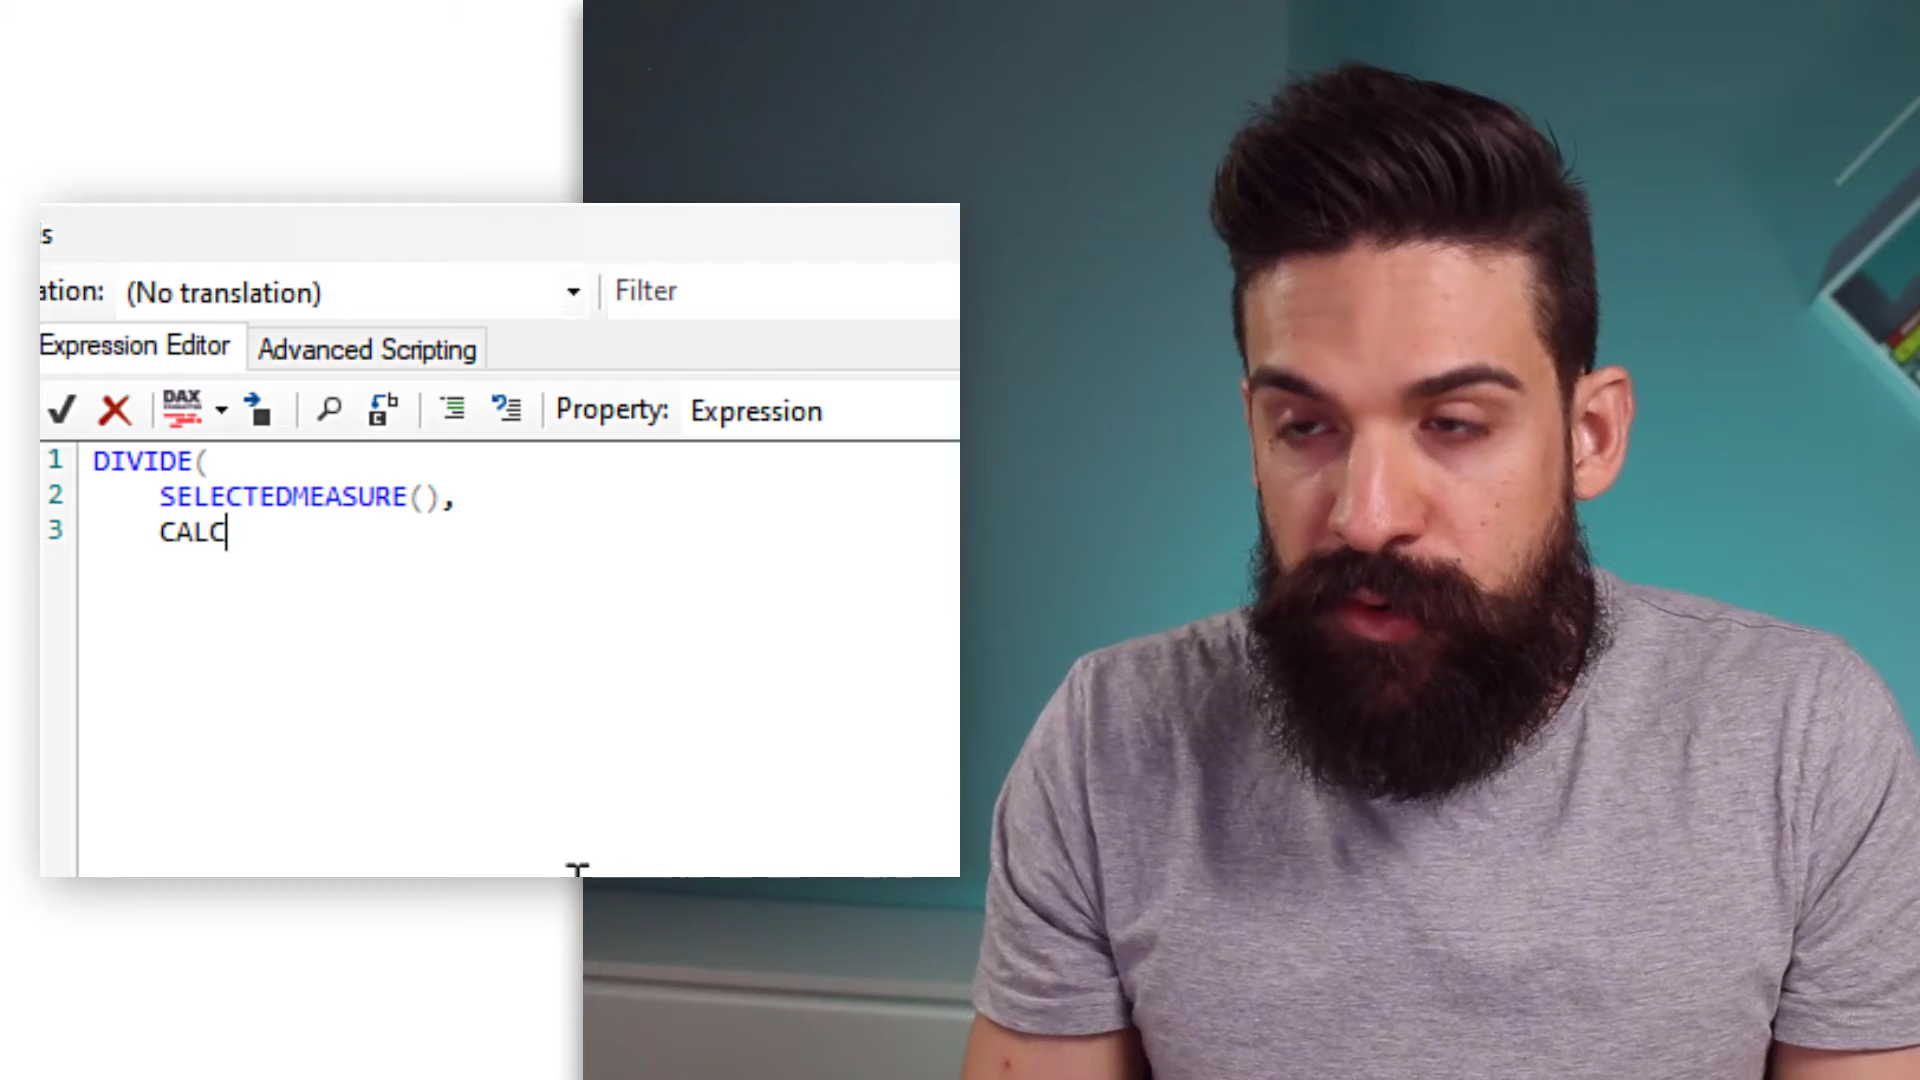 s
ation: (No translation) Filter
Expression Editor Advanced Scripting
DAX Property: Expression
1 DIVIDE(
2 SELECTEDMEASURE(),
3 CALC